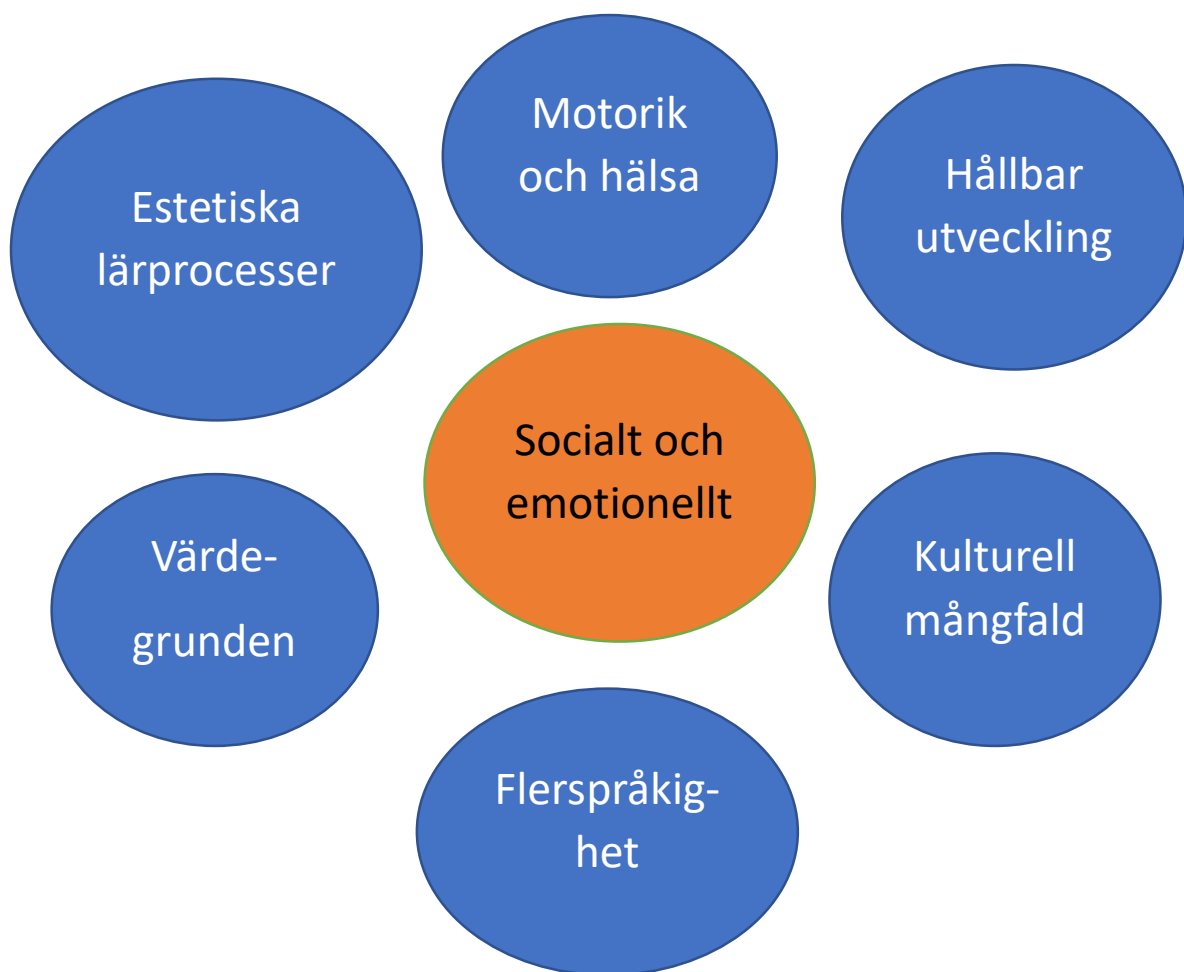 Motorik
och hälsa
Estetiska
lärprocesser
Hållbar
utveckling
Socialt och
emotionellt
Värde-
grunden
Kulturell
mångfald
Flerspråkig-
het